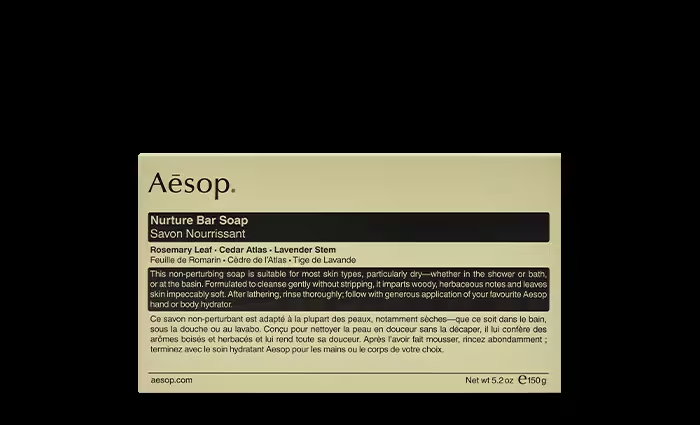 Aēsop.
Nurture Bar Soap
Savon Nourrissant
Rosemary Leaf • Cedar Atlas • Lavender Stem
Feuille de Romarin • Cèdre de l'Atlas • Tige de Lavande
This non-perturbing soap is suitable for most skin types, particularly dry—whether in the shower or bath,
or at the basin. Formulated to cleanse gently without stripping, it imparts woody, herbaceous notes and leaves
skin impeccably soft. After lathering, rinse thoroughly; follow with generous application of your favourite Aesop
hand or body hydrator.
Ce savon non-perturbant est adapté à la plupart des peaux, notamment sèches—que ce soit dans le bain,
sous la douche ou au lavabo. Conçu pour nettoyer la peau en douceur sans la décaper, il lui confère des
arômes boisés et herbacés et lui rend toute sa douceur. Après l'avoir fait mousser, rincez abondamment ;
terminez avec le soin hydratant Aesop pour les mains ou le corps de votre choix.
aesop.com
Net wt 5.2 oz ℮150 g